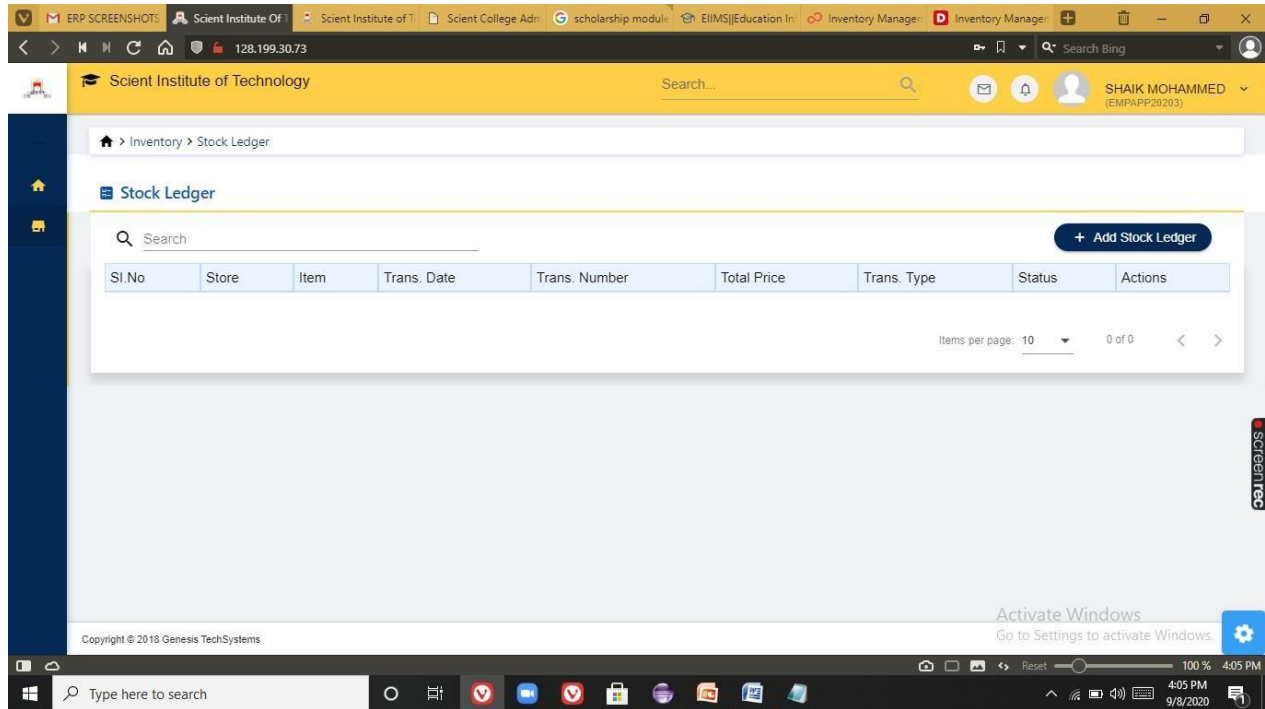 ERP SCREENSHOTS
Scient Institute Of T
Scient Institute of T
Scient College Adm
scholarship module
EIIMS||Education In
Inventory Manager
Inventory Manager
128.199.30.73
Search Bing
Scient Institute of Technology
Search...
SHAIK MOHAMMED
(EMPAPP20203)
> Inventory > Stock Ledger
Stock Ledger
Search
+ Add Stock Ledger
Sl.No Store Item Trans. Date Trans. Number Total Price Trans. Type Status Actions
Items per page: 10 0 of 0
screenrec
Activate Windows
Go to Settings to activate Windows.
Copyright © 2018 Genesis TechSystems
Reset 100 % 4:05 PM
Type here to search
4:05 PM
9/8/2020